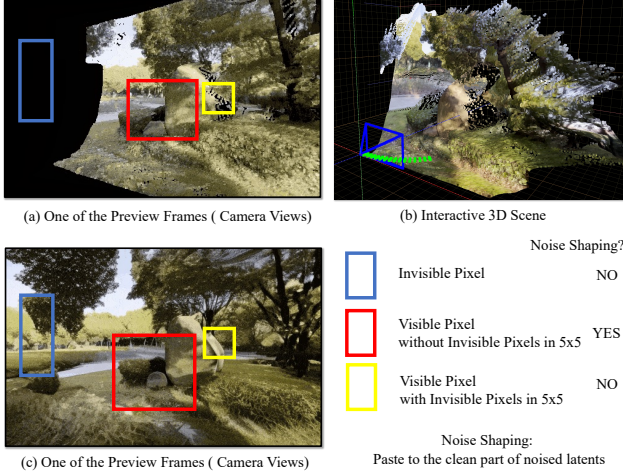 (a) One of the Preview Frames ( Camera Views)
(b) Interactive 3D Scene
Noise Shaping?
Invisible Pixel
NO
Visible Pixel
without Invisible Pixels in 5x5
YES
Visible Pixel
with Invisible Pixels in 5x5
NO
Noise Shaping:
Paste to the clean part of noised latents
(c) One of the Preview Frames ( Camera Views)